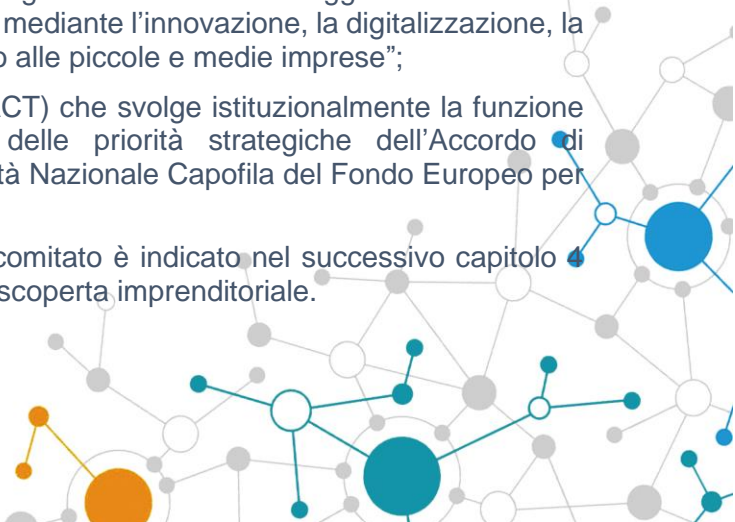 mediante l’innovazione, la digitalizzazione, la
o alle piccole e medie imprese”;
ACT) che svolge istituzionalmente la funzione
delle priorità strategiche dell’Accordo di
tà Nazionale Capofila del Fondo Europeo per
comitato è indicato nel successivo capitolo 4
scoperta imprenditoriale.